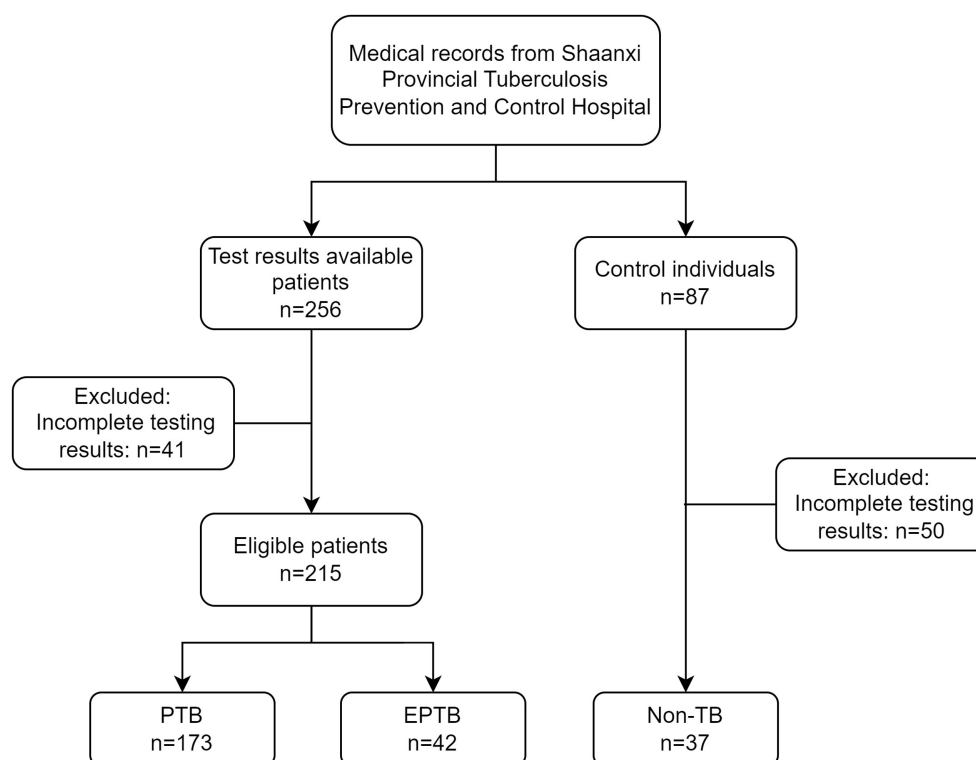 Medical records from Shaanxi
Provincial Tuberculosis
Prevention and Control Hospital
Test results available
patients
n=256
Control individuals
n=87
Excluded:
Incomplete testing
results: n=41
Excluded:
Incomplete testing
results: n=50
Eligible patients
n=215
PTB
n=173
EPTB
n=42
Non-TB
n=37